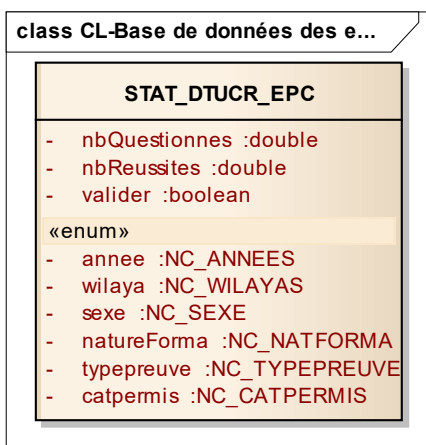 class CL-Base de données des e...
STAT_DTUCR_EPC
- nbQuestionnes :double
- nbReussites :double
- valider :boolean
«enum»
- annee :NC_ANNEES
- wilaya :NC_WILAYAS
- sexe :NC_SEXE
- natureForma :NC_NATFORMA
- typepreuve :NC_TYPEPREUVE
- catpermis :NC_CATPERMIS